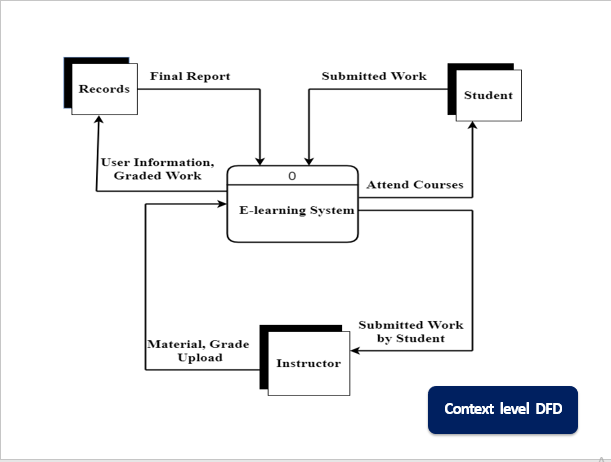 Final Report
Submitted Work
Records
Student
User Information,
Graded Work
0
Attend Courses
E-learning System
Submitted Work
by Student
Material, Grade
Upload
Instructor
Context level DFD